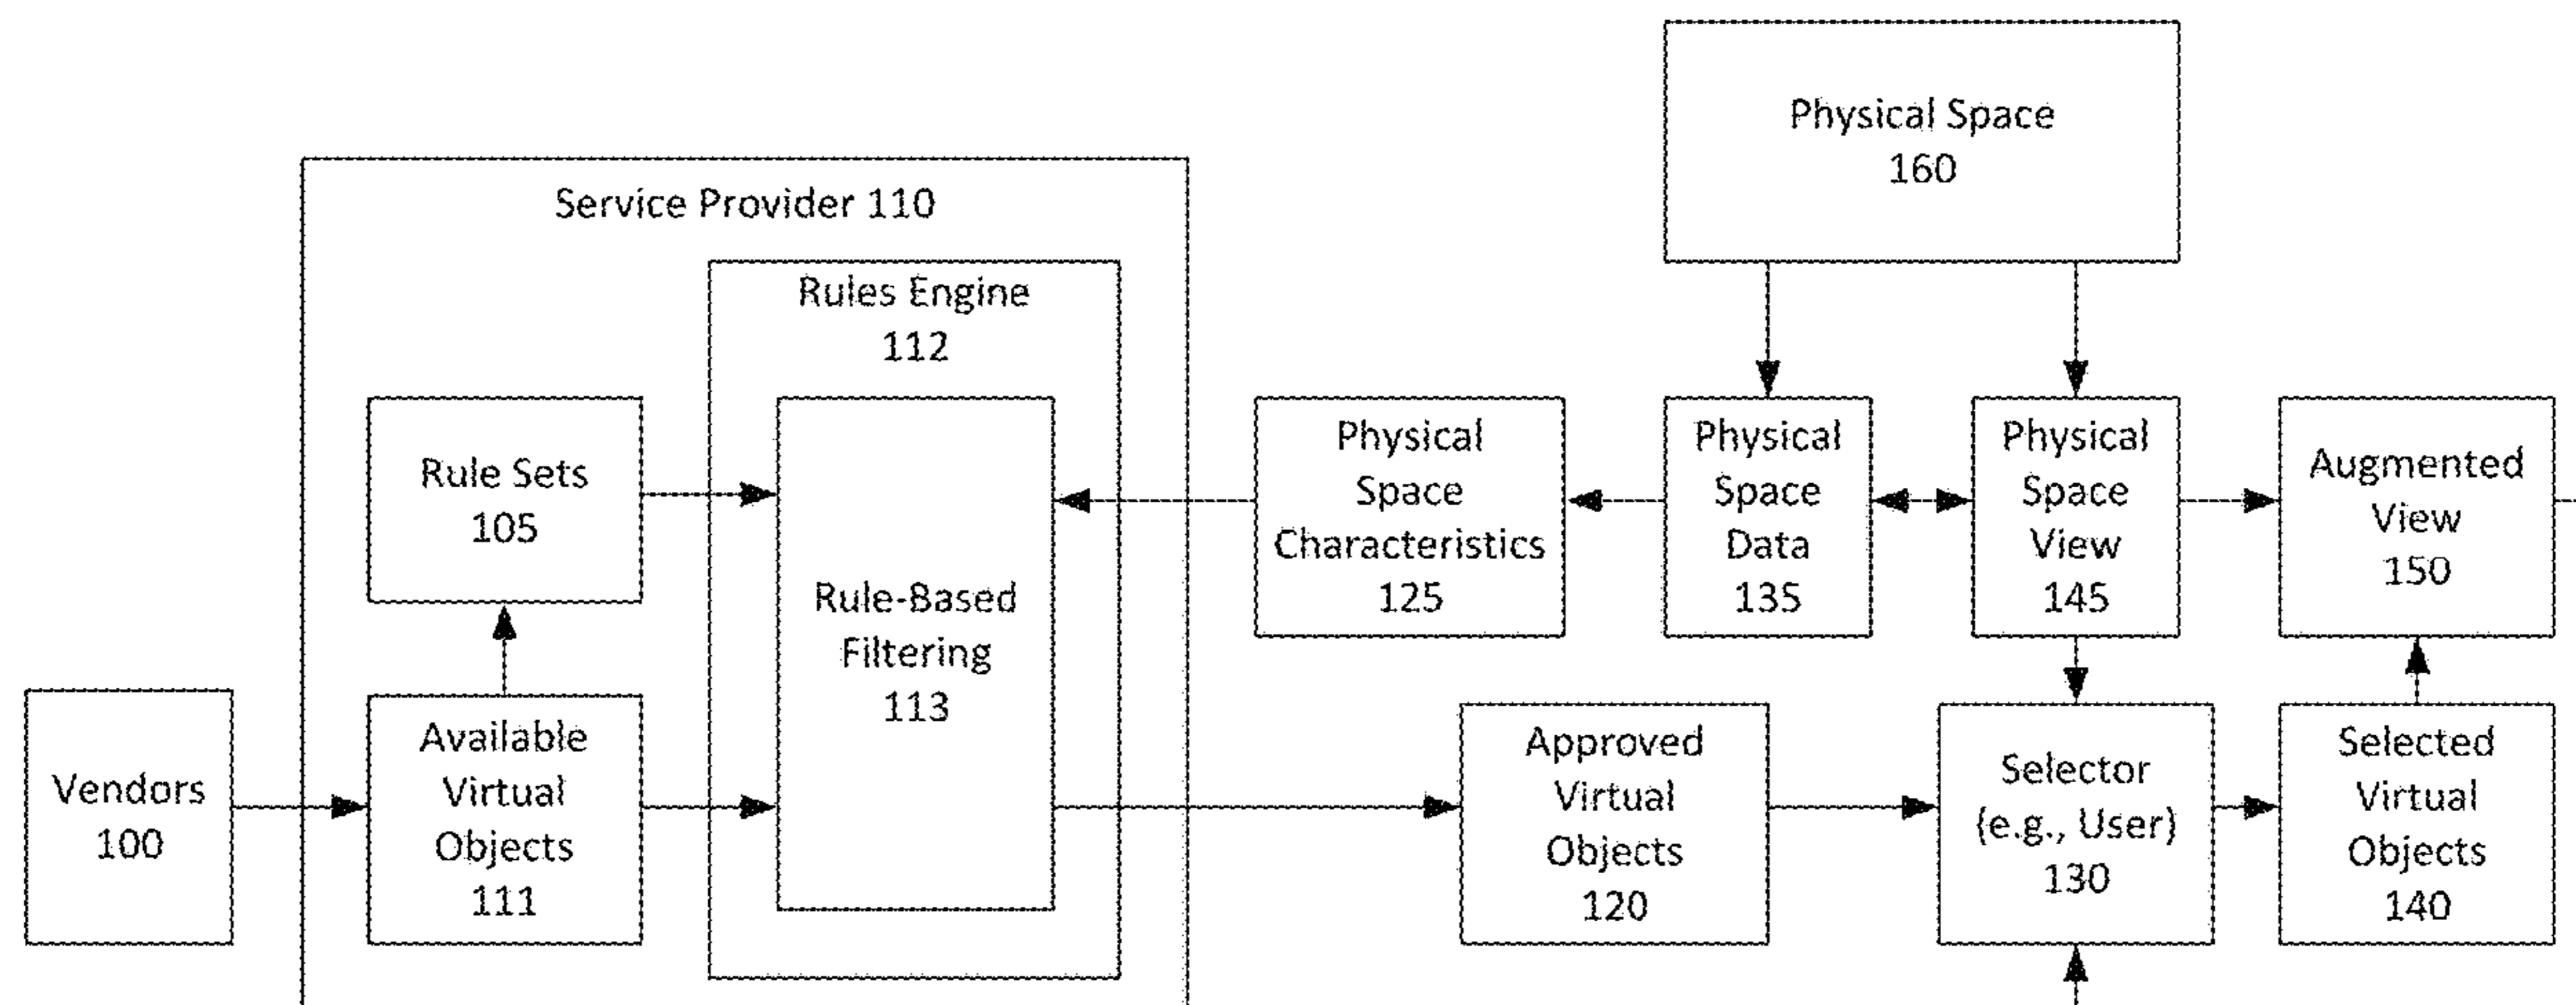 Physical Space
160
Service Provider 110
Rules Engine
112
Rule Sets
105
Rule-Based
Filtering
113
Physical
Space
Characteristics
125
Physical
Space
Data
135
Physical
Space
View
145
Augmented
View
150
Vendors
100
Available
Virtual
Objects
111
Approved
Virtual
Objects
120
Selector
(e.g., User)
130
Selected
Virtual
Objects
140